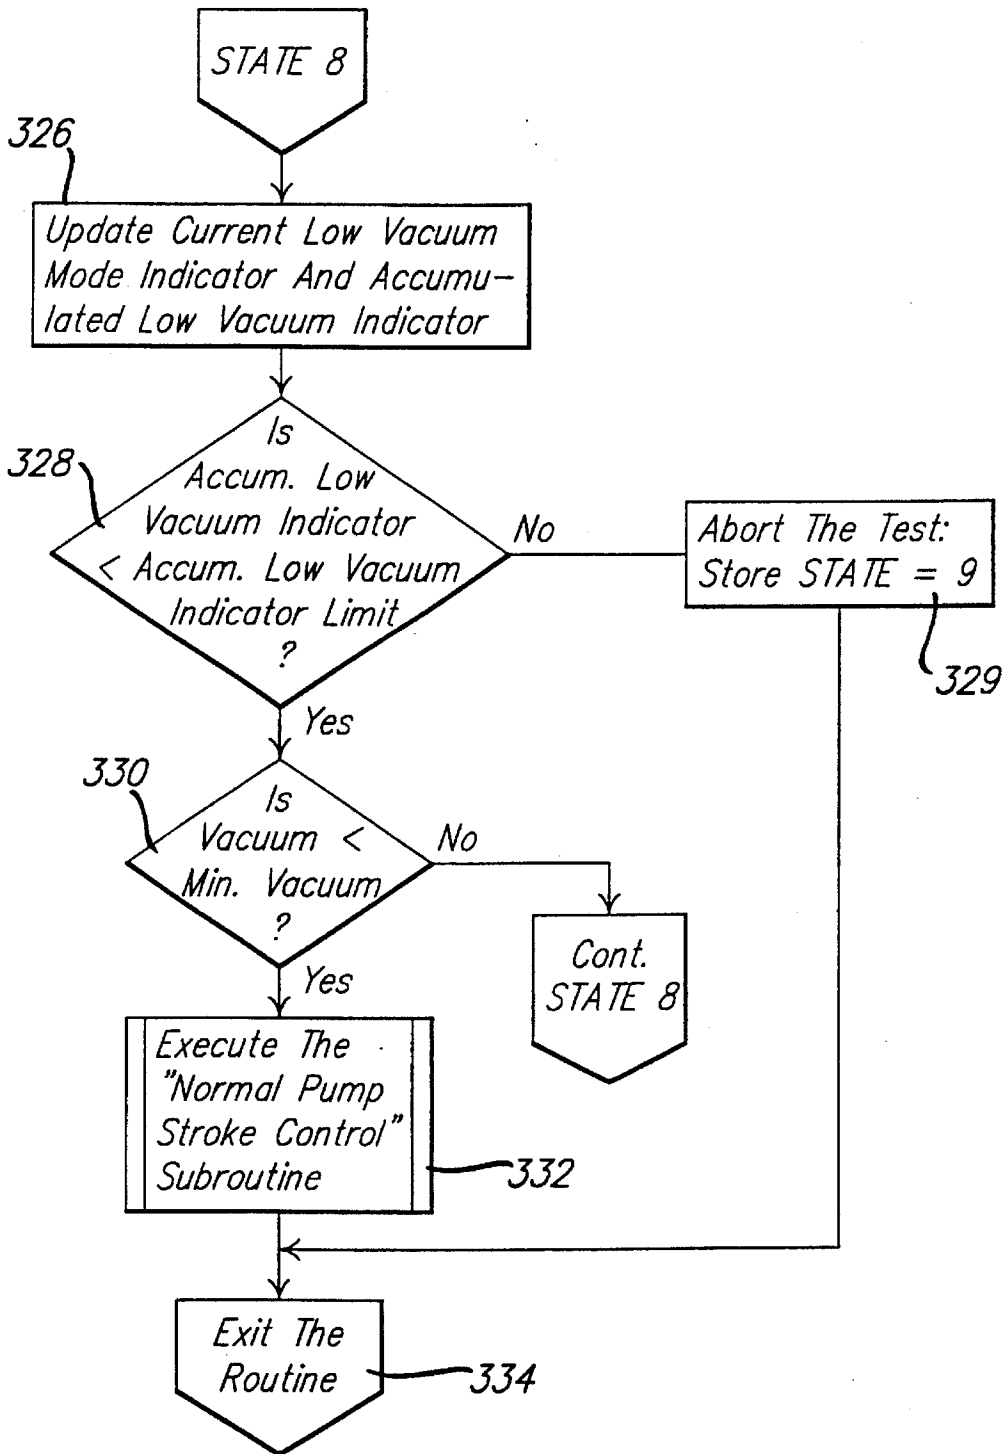 STATE 8
326
Update Current Low Vacuum
Mode Indicator And Accumu-
lated Low Vacuum Indicator
328
Is
Accum. Low
Vacuum Indicator
< Accum. Low Vacuum
Indicator Limit
?
No
Abort The Test:
Store STATE = 9
329
Yes
330
Is
Vacuum <
Min. Vacuum
?
No
Cont.
STATE 8
Yes
Execute The
"Normal Pump
Stroke Control"
Subroutine
332
Exit The
Routine
334